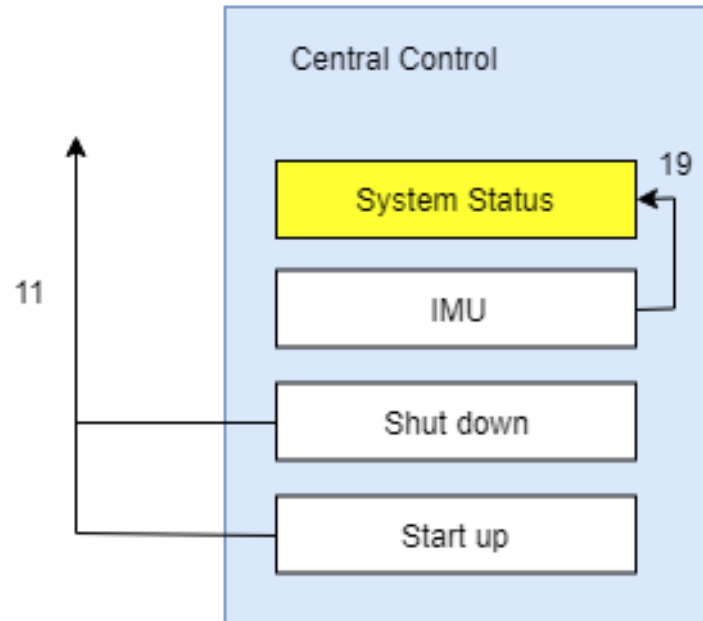 Central Control
19
System Status
11
IMU
Shut down
Start up